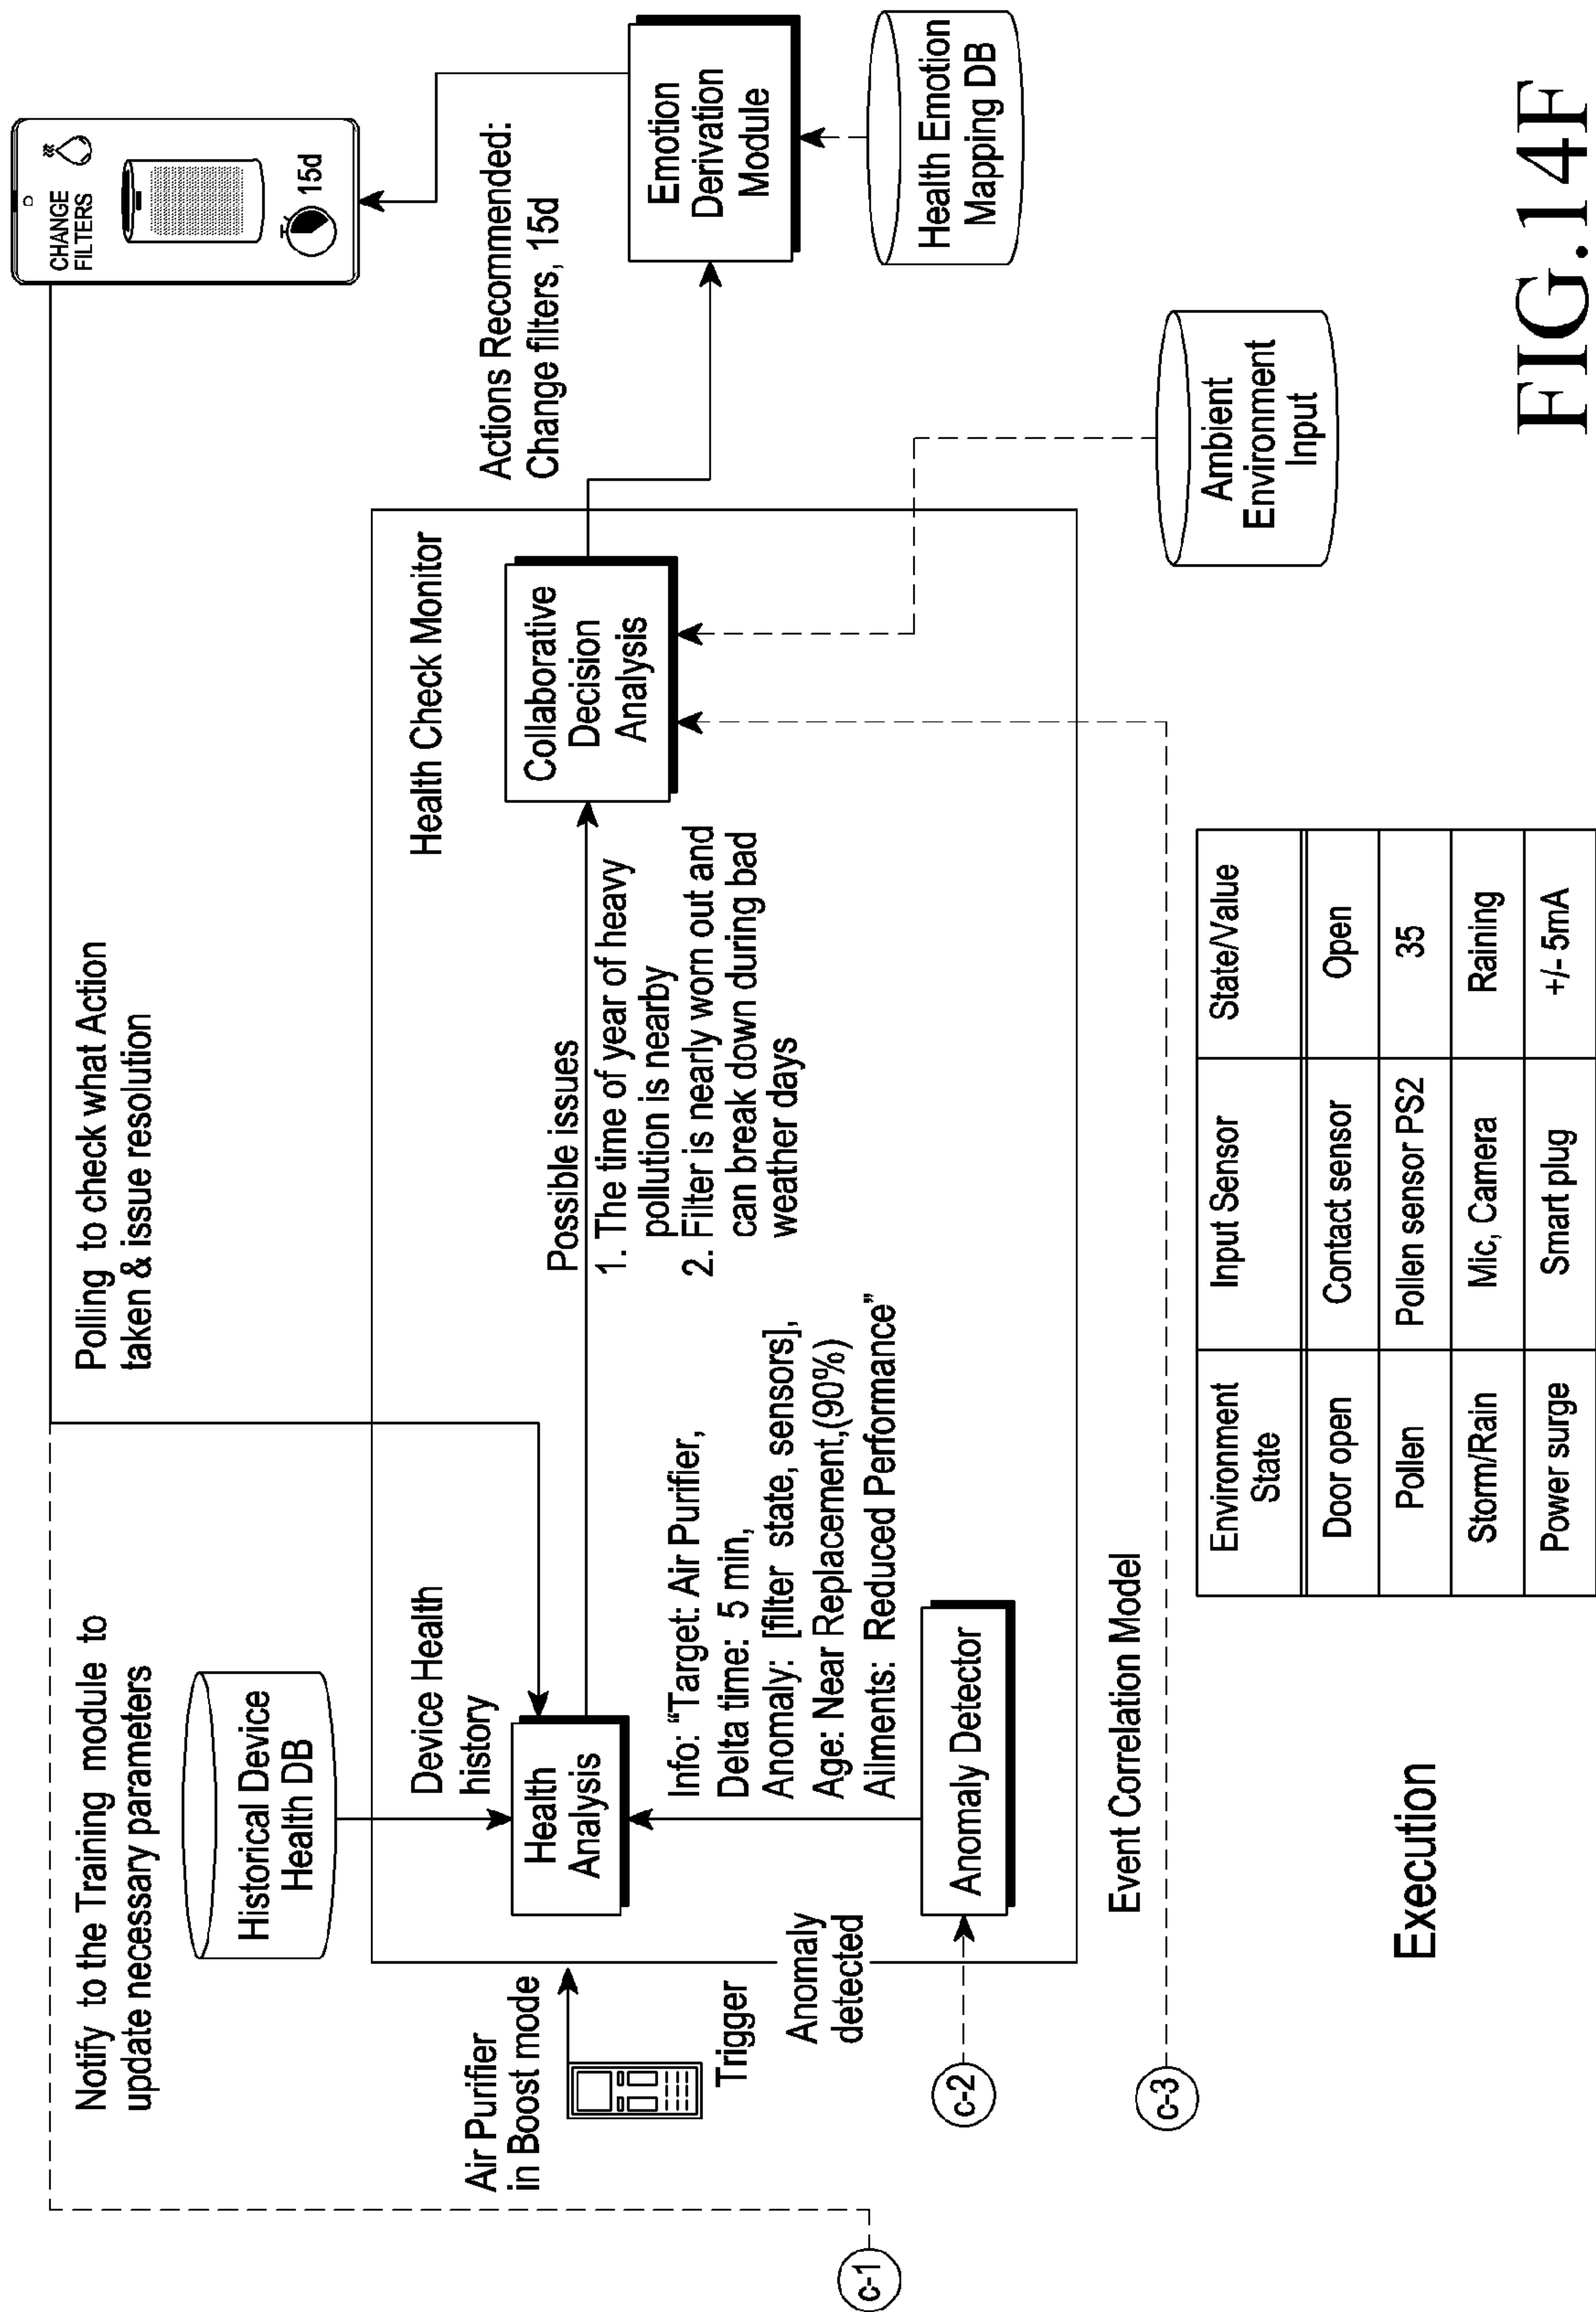 Notify to the Training module to
update necessary parameters
Polling to check what Action
taken & issue resolution
CHANGE
FILTERS
15d
Historical Device
Health DB
Device Health
history
Health Check Monitor
Air Purifier
in Boost mode
Trigger
Health
Analysis
Possible issues
1. The time of year of heavy
pollution is nearby
2. Filter is nearly worn out and
can break down during bad
weather days
Collaborative
Decision
Analysis
Actions Recommended:
Change filters, 15d
Emotion
Derivation
Module
Health Emotion
Mapping DB
Info: “Target: Air Purifier,
Delta time: 5 min,
Anomaly: [filter state, sensors],
Age: Near Replacement,(90%)
Ailments: Reduced Performance”
Anomaly
detected
Anomaly Detector
c-1
c-2
c-3
Event Correlation Model
Ambient
Environment
Input
Execution
Environment
State
Input Sensor
State/Value
Door open
Contact sensor
Open
Pollen
Pollen sensor PS2
35
Storm/Rain
Mic, Camera
Raining
Power surge
Smart plug
+/- 5mA
FIG.14F